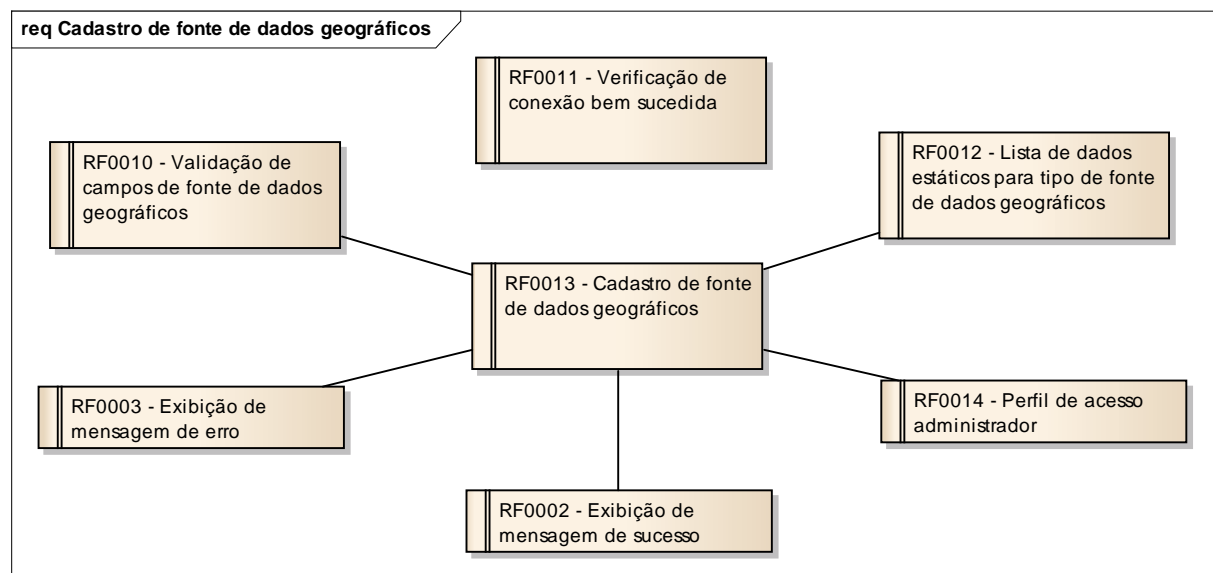 req Cadastro de fonte de dados geográficos
RF0011 - Verificação de
conexão bem sucedida
RF0010 - Validação de
campos de fonte de dados
geográficos
RF0012 - Lista de dados
estáticos para tipo de fonte
de dados geográficos
RF0013 - Cadastro de fonte
de dados geográficos
RF0003 - Exibição de
mensagem de erro
RF0014 - Perfil de acesso
administrador
RF0002 - Exibição de
mensagem de sucesso